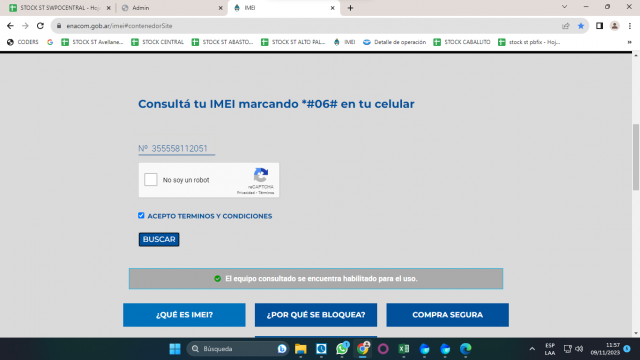 STOCK ST SWPOCENTRAL - Hoj
Admin
IMEI
enacom.gob.ar/imei#contenedorSite
CODERS
STOCK ST Avellane...
STOCK CENTRAL
STOCK ST ABASTO...
STOCK ST ALTO PAL...
IMEI
Detalle de operación
STOCK CABALLITO
stock st pbfix - Hoj...
Consultá tu IMEI marcando *#06# en tu celular
Nº 355558112051
No soy un robot
reCAPTCHA
Privacidad - Términos
ACEPTO TERMINOS Y CONDICIONES
BUSCAR
El equipo consultado se encuentra habilitado para el uso.
¿QUÉ ES IMEI?
¿POR QUÉ SE BLOQUEA?
COMPRA SEGURA
Búsqueda
ESP
LAA
11:57
09/11/2023